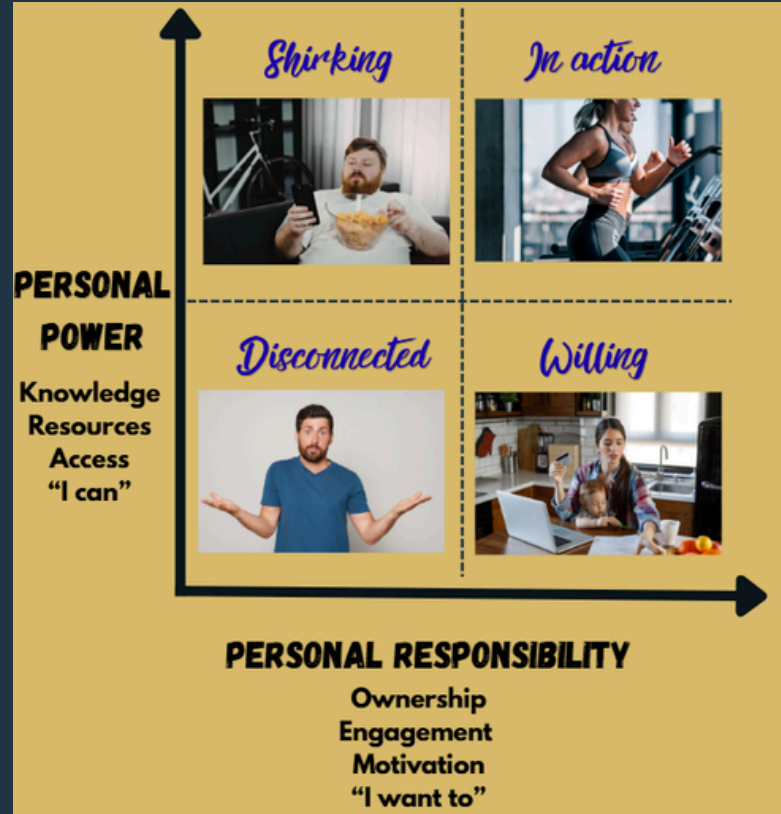 Shirking
In action
PERSONAL
POWER
Knowledge
Resources
Access
“I can”
Disconnected
Willing
PERSONAL RESPONSIBILITY
Ownership
Engagement
Motivation
“I want to”